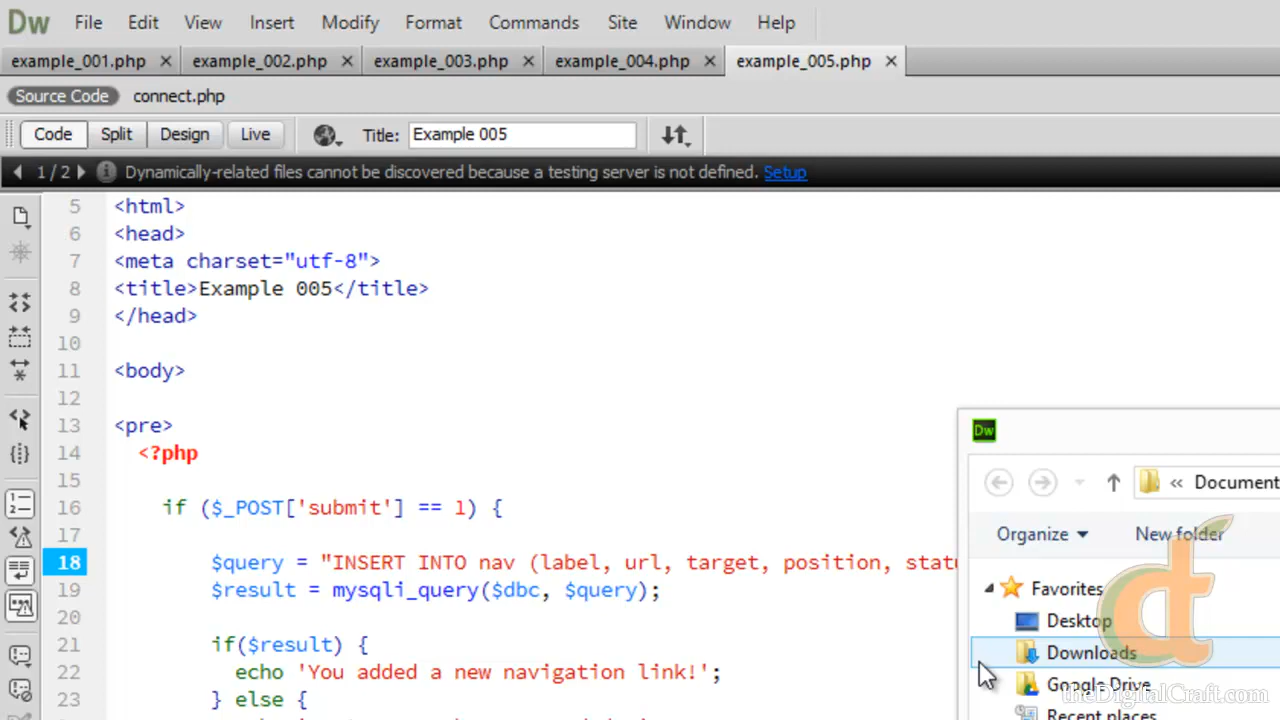 Dw File Edit View Insert Modify Format Commands Site Window Help
example_001.php × example_002.php × example_003.php × example_004.php × example_005.php ×
Source Code connect.php
Code Split Design Live Title: Example 005
1 / 2 Dynamically-related files cannot be discovered because a testing server is not defined. Setup
5 <html>
6 <head>
7 <meta charset="utf-8">
8 <title>Example 005</title>
9 </head>
10
11 <body>
12
13 <pre>
14 <?php
15
16 if ($_POST['submit'] == 1) {
17
18 $query = "INSERT INTO nav (label, url, target, position, statu
19 $result = mysqli_query($dbc, $query);
20
21 if($result) {
22 echo 'You added a new navigation link!';
23 } else {
Dw
« Document
Organize New folder
Favorites
Desktop
Downloads
Google Drive
Recent places
dt
theDigitalCraft.com